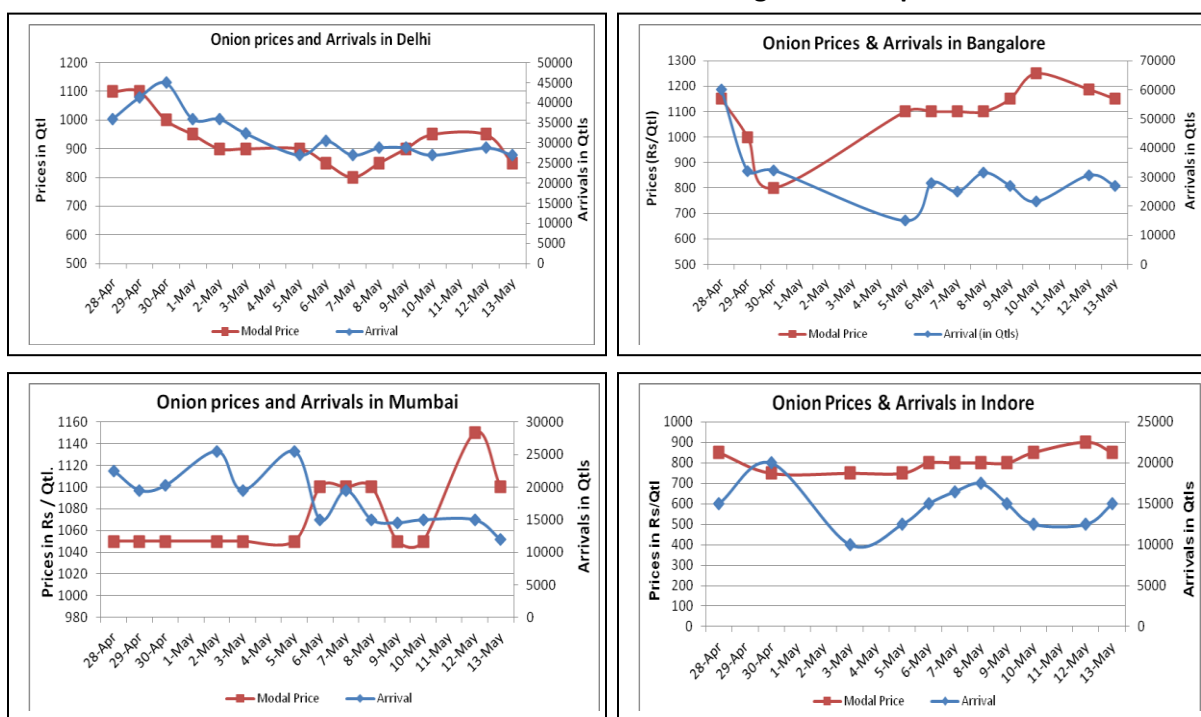 Onion prices and Arrivals in Delhi
Prices in Qtl
1200
1100
1000
900
800
700
600
500
50000
45000
40000
35000
30000
25000
20000
15000
10000
5000
0
Arrivals in Qtls
28-Apr
29-Apr
30-Apr
1-May
2-May
3-May
4-May
5-May
6-May
7-May
8-May
9-May
10-May
11-May
12-May
13-May
Modal Price
Arrival
Onion Prices & Arrivals in Bangalore
Prices (Rs/Qtl)
1300
1200
1100
1000
900
800
700
600
500
70000
60000
50000
40000
30000
20000
10000
0
Arrivals in Qtls
28-Apr
29-Apr
30-Apr
1-May
2-May
3-May
4-May
5-May
6-May
7-May
8-May
9-May
10-May
11-May
12-May
13-May
Modal Price
Arrival (in Qtls)
Onion prices and Arrivals in Mumbai
Prices in Rs / Qtl.
1160
1140
1120
1100
1080
1060
1040
1020
1000
980
30000
25000
20000
15000
10000
5000
0
Arrivals in Qtls
28-Apr
29-Apr
30-Apr
1-May
2-May
3-May
4-May
5-May
6-May
7-May
8-May
9-May
10-May
11-May
12-May
13-May
Modal Price
Arrival
Onion Prices & Arrivals in Indore
Prices in Rs/Qtl
1000
900
800
700
600
500
400
300
200
100
0
25000
20000
15000
10000
5000
0
Arrivals in Qtls
28-Apr
29-Apr
30-Apr
1-May
2-May
3-May
4-May
5-May
6-May
7-May
8-May
9-May
10-May
11-May
12-May
13-May
Modal Price
Arrival